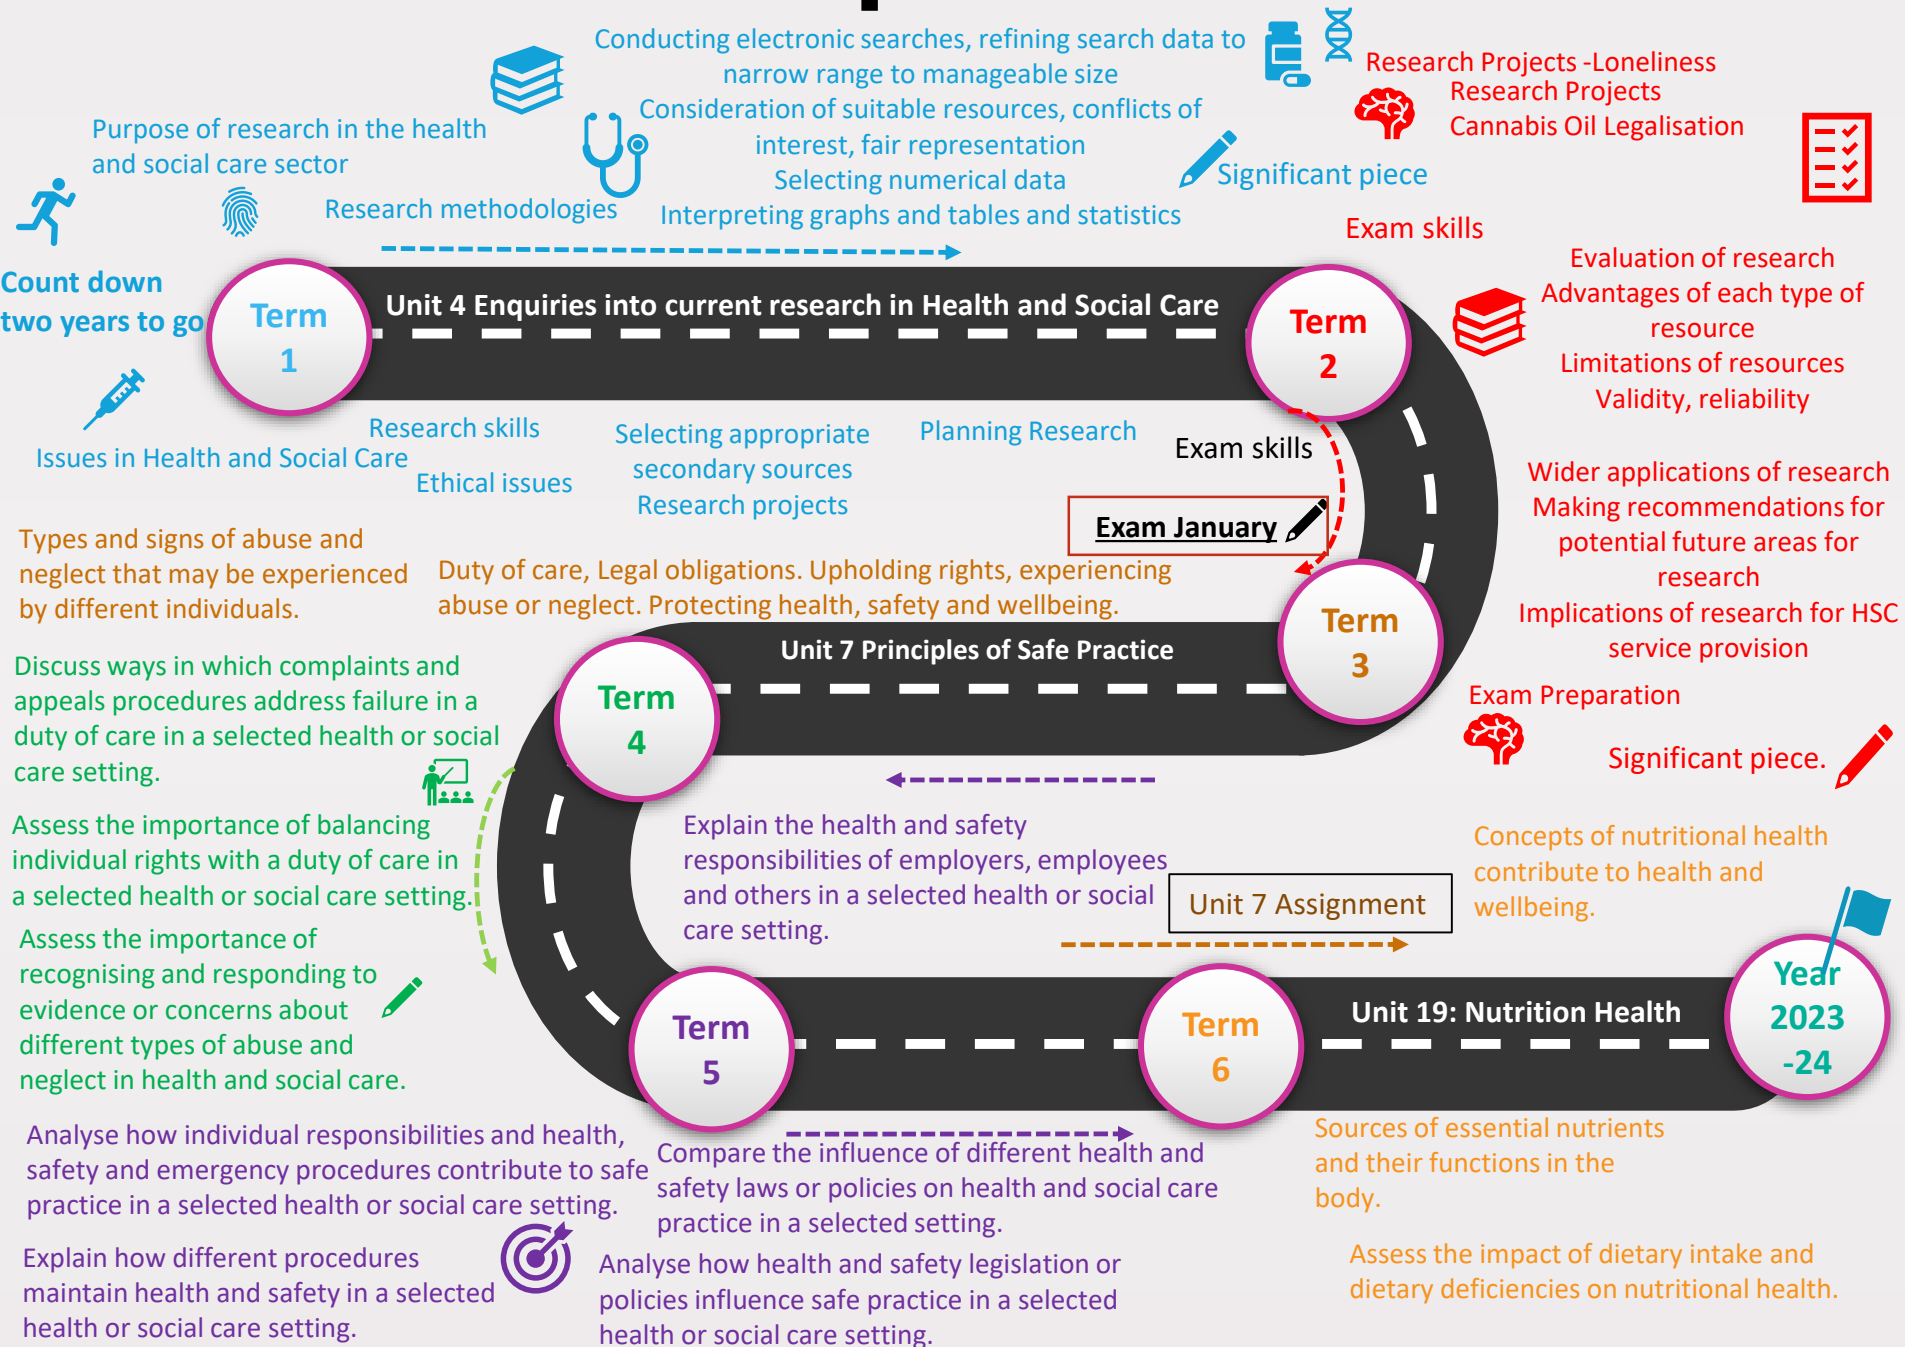 Conducting electronic searches, refining search data to
narrow range to manageable size
Consideration of suitable resources, conflicts of
interest, fair representation
Selecting numerical data
Interpreting graphs and tables and statistics
Research Projects -Loneliness
Research Projects
Cannabis Oil Legalisation
Purpose of research in the health
and social care sector
Research methodologies
Significant piece
Exam skills
Count down
two years to go
Term
1
Unit 4 Enquiries into current research in Health and Social Care
Term
2
Evaluation of research
Advantages of each type of
resource
Limitations of resources
Validity, reliability
Issues in Health and Social Care
Research skills
Ethical issues
Selecting appropriate
secondary sources
Research projects
Planning Research
Exam skills
Exam January
Wider applications of research
Making recommendations for
potential future areas for
research
Implications of research for HSC
service provision
Types and signs of abuse and
neglect that may be experienced
by different individuals.
Duty of care, Legal obligations. Upholding rights, experiencing
abuse or neglect. Protecting health, safety and wellbeing.
Term
3
Unit 7 Principles of Safe Practice
Term
4
Exam Preparation
Significant piece.
Discuss ways in which complaints and
appeals procedures address failure in a
duty of care in a selected health or social
care setting.
Assess the importance of balancing
individual rights with a duty of care in
a selected health or social care setting.
Assess the importance of
recognising and responding to
evidence or concerns about
different types of abuse and
neglect in health and social care.
Explain the health and safety
responsibilities of employers, employees
and others in a selected health or social
care setting.
Unit 7 Assignment
Concepts of nutritional health
contribute to health and
wellbeing.
Term
5
Term
6
Unit 19: Nutrition Health
Year
2023
-24
Analyse how individual responsibilities and health,
safety and emergency procedures contribute to safe
practice in a selected health or social care setting.
Explain how different procedures
maintain health and safety in a selected
health or social care setting.
Compare the influence of different health and
safety laws or policies on health and social care
practice in a selected setting.
Analyse how health and safety legislation or
policies influence safe practice in a selected
health or social care setting.
Sources of essential nutrients
and their functions in the
body.
Assess the impact of dietary intake and
dietary deficiencies on nutritional health.